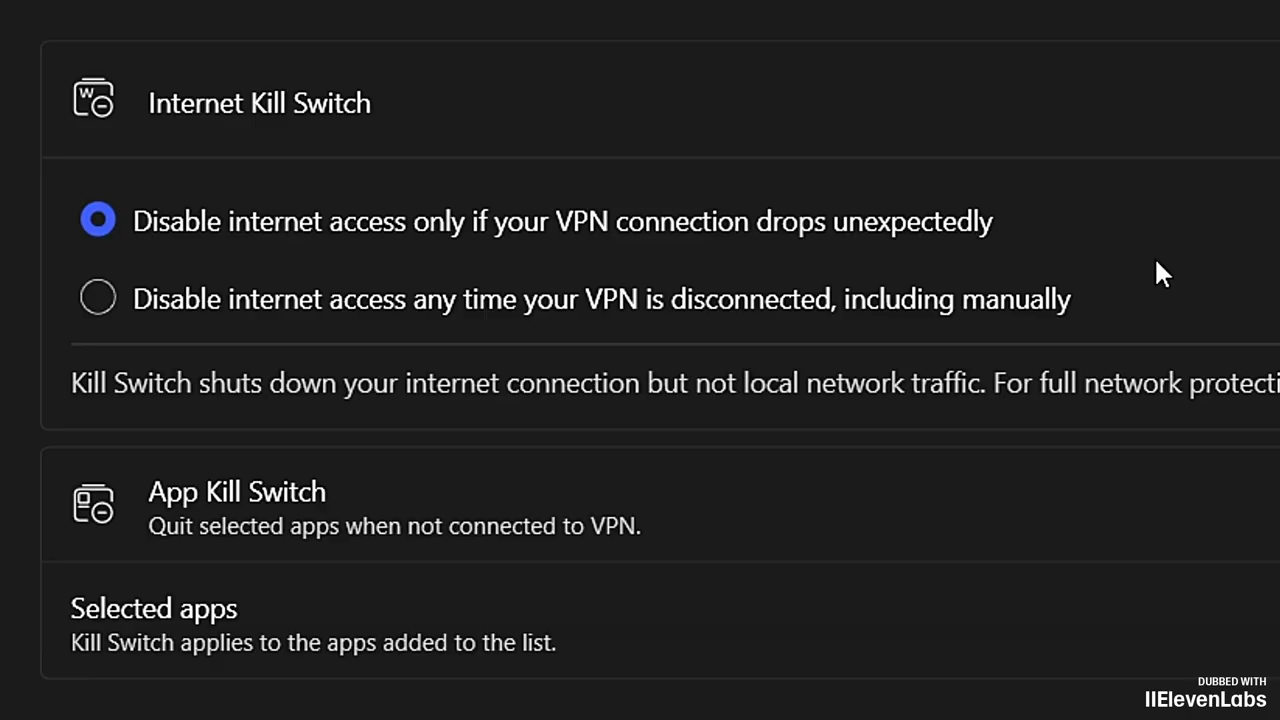 Internet Kill Switch
Disable internet access only if your VPN connection drops unexpectedly
Disable internet access any time your VPN is disconnected, including manually
Kill Switch shuts down your internet connection but not local network traffic. For full network protecti
App Kill Switch
Quit selected apps when not connected to VPN.
Selected apps
Kill Switch applies to the apps added to the list.
DUBBED WITH
IIElevenLabs